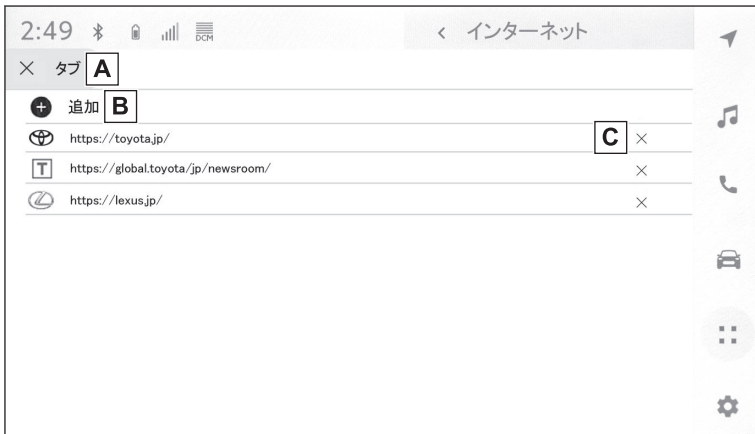 2:49 DCM インターネット
タブ A
追加 B
https://toyota.jp/ C
T https://global.toyota/jp/newsroom/
https://lexus.jp/